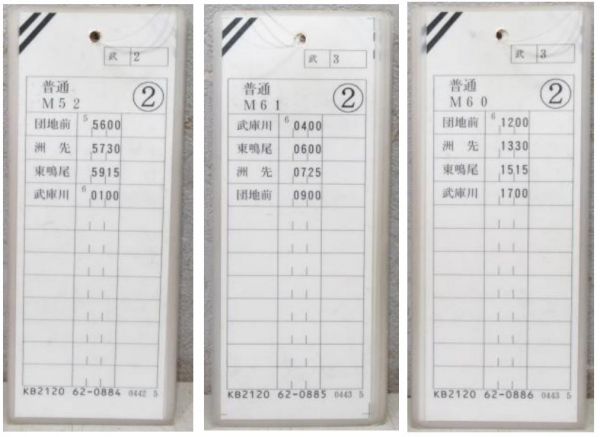 武 2
普通
M52
②
団地前 5 5600
洲先 5730
東鳴尾 5915
武庫川 6 0100
KB2120 62-0884 0442 5
武 3
普通
M61
②
武庫川 6 0400
東鳴尾 0600
洲先 0725
団地前 0900
KB2120 62-0885 0443 5
武 3
普通
M60
②
団地前 6 1200
洲先 1330
東鳴尾 1515
武庫川 1700
KB2120 62-0886 0443 5